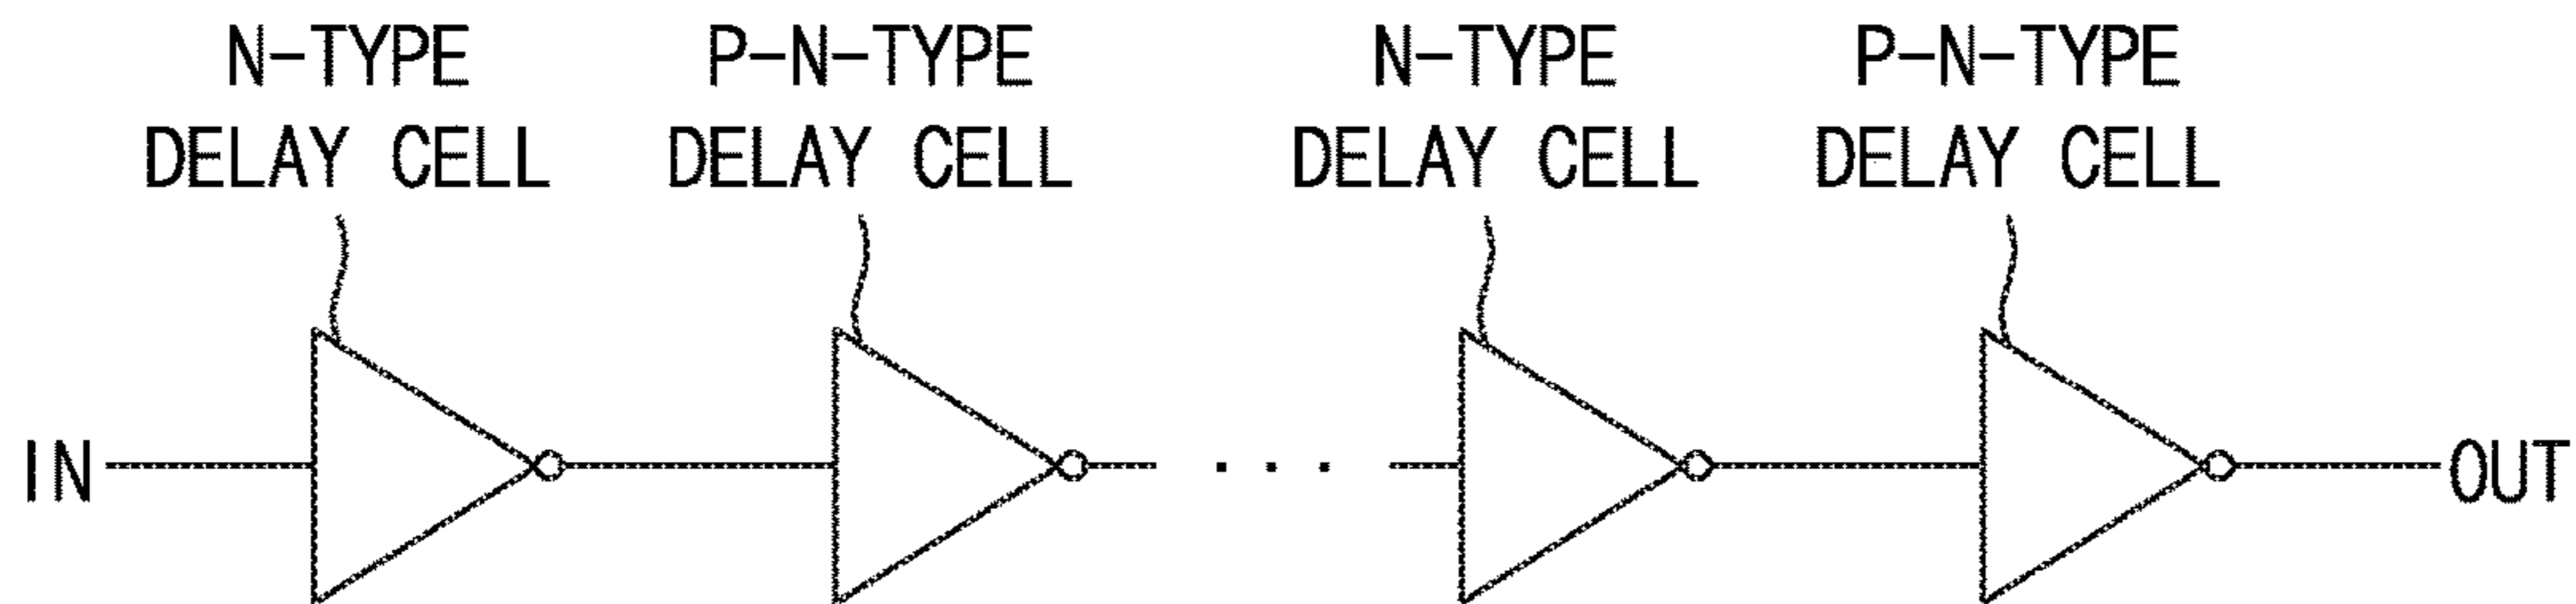 N-TYPE
DELAY CELL
P-N-TYPE
DELAY CELL
N-TYPE
DELAY CELL
P-N-TYPE
DELAY CELL
IN
. . .
OUT